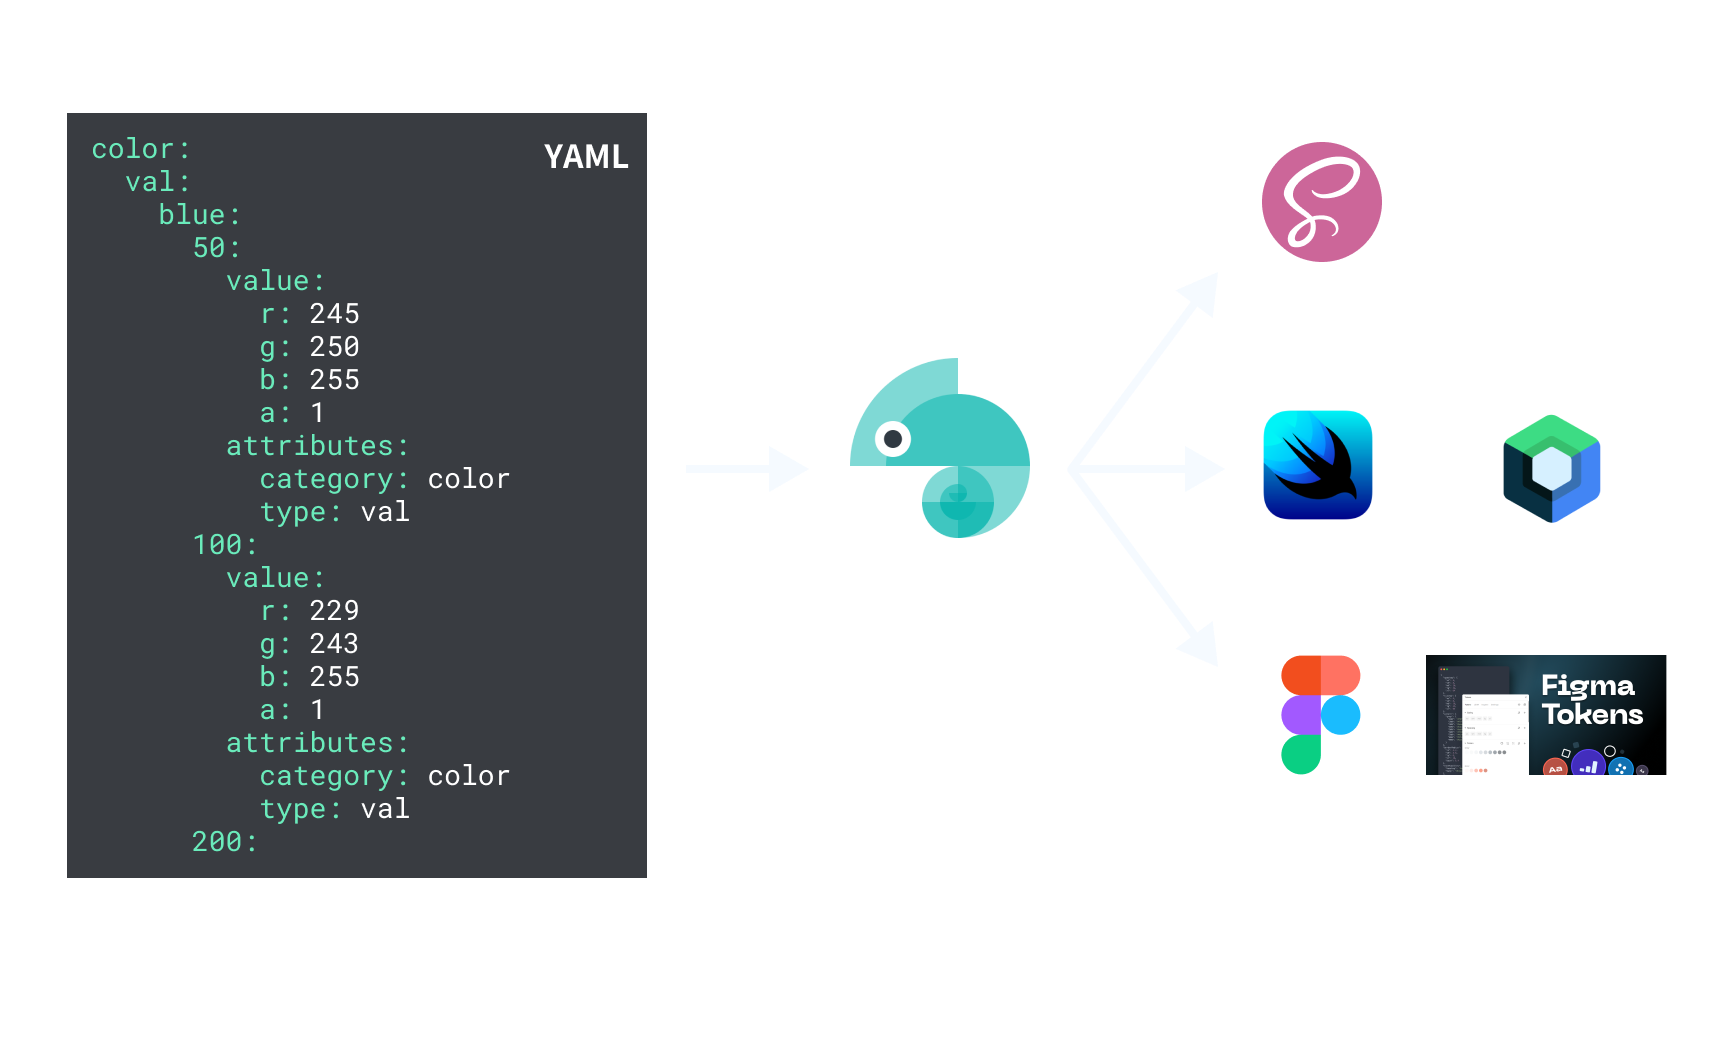 color:
YAML
val:
blue:
50:
value:
r: 245
g: 250
b: 255
a: 1
attributes:
category: color
type: val
100:
value:
r: 229
g: 243
b: 255
a: 1
attributes:
category: color
type: val
200:
Figma
Tokens
Aa